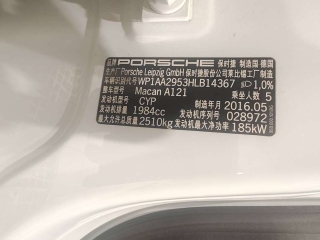 品牌 PORSCHE 保时捷 制造国 德国
生产厂 Porsche Leipzig GmbH 保时捷股份公司莱比锡工厂制造
车辆识别代号 WP1AA2953HLB14367 1,0%
整车型号 Macan A121 乘坐人数 5
发动机型号 CYP 制造年月 2016.05
发动机排量 1984cc 发动机序列号 028972
最大允许总质量 2510kg 发动机最大净功率 185kW